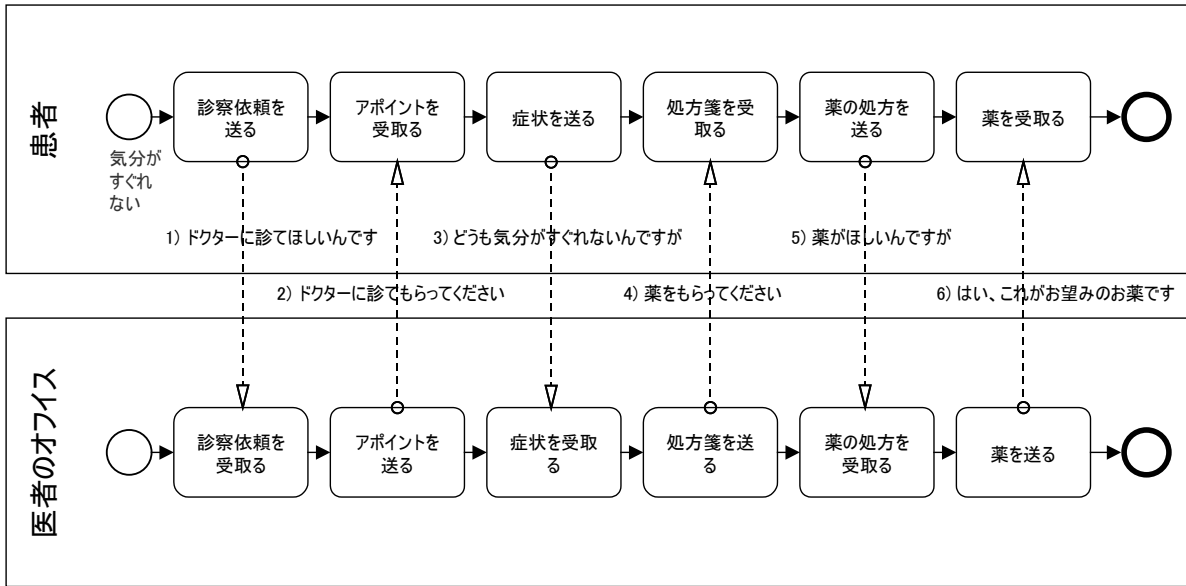 患者
気分が
すぐれ
ない
診察依頼を
送る
アポイントを
受取る
症状を送る
処方箋を受
取る
薬の処方を
送る
薬を受取る
1) ドクターに診てほしいんです
3) どうも気分がすぐれないんですが
5) 薬がほしいんですが
2) ドクターに診てもらってください
4) 薬をもらってください
6) はい、これがお望みのお薬です
医者のオフイス
診察依頼を
受取る
アポイントを
送る
症状を受取
る
処方箋を送
る
薬の処方を
受取る
薬を送る